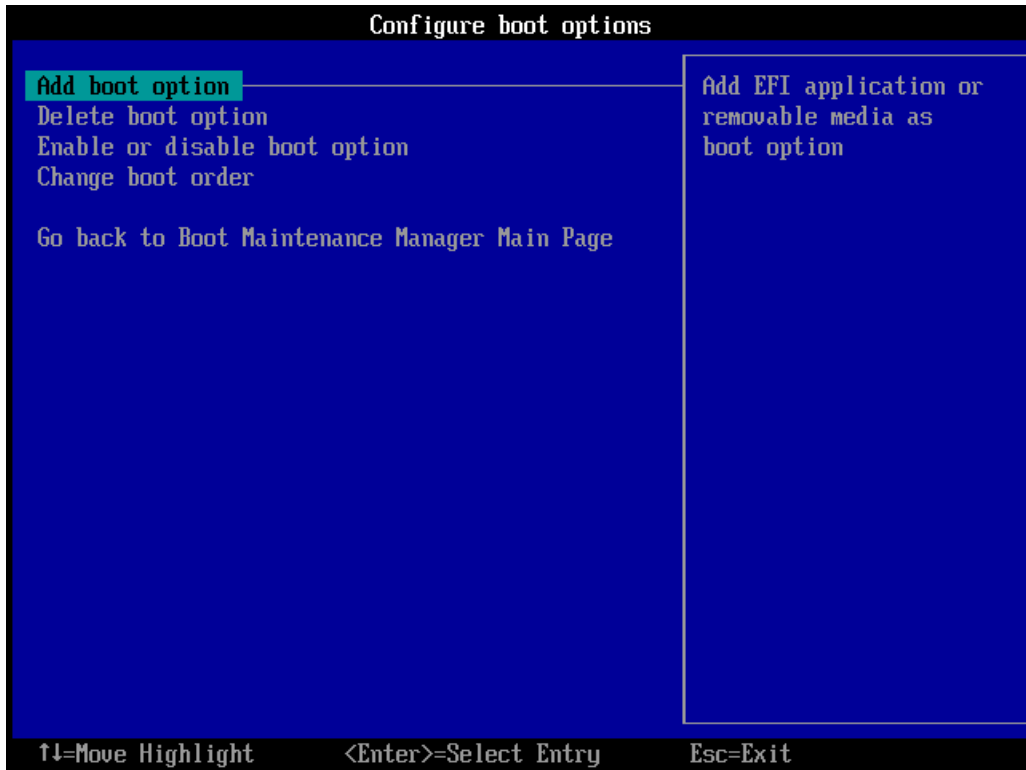 Configure boot options
Add boot option
Delete boot option
Enable or disable boot option
Change boot order
Go back to Boot Maintenance Manager Main Page
Add EFI application or
removable media as
boot option
↑↓=Move Highlight <Enter>=Select Entry Esc=Exit